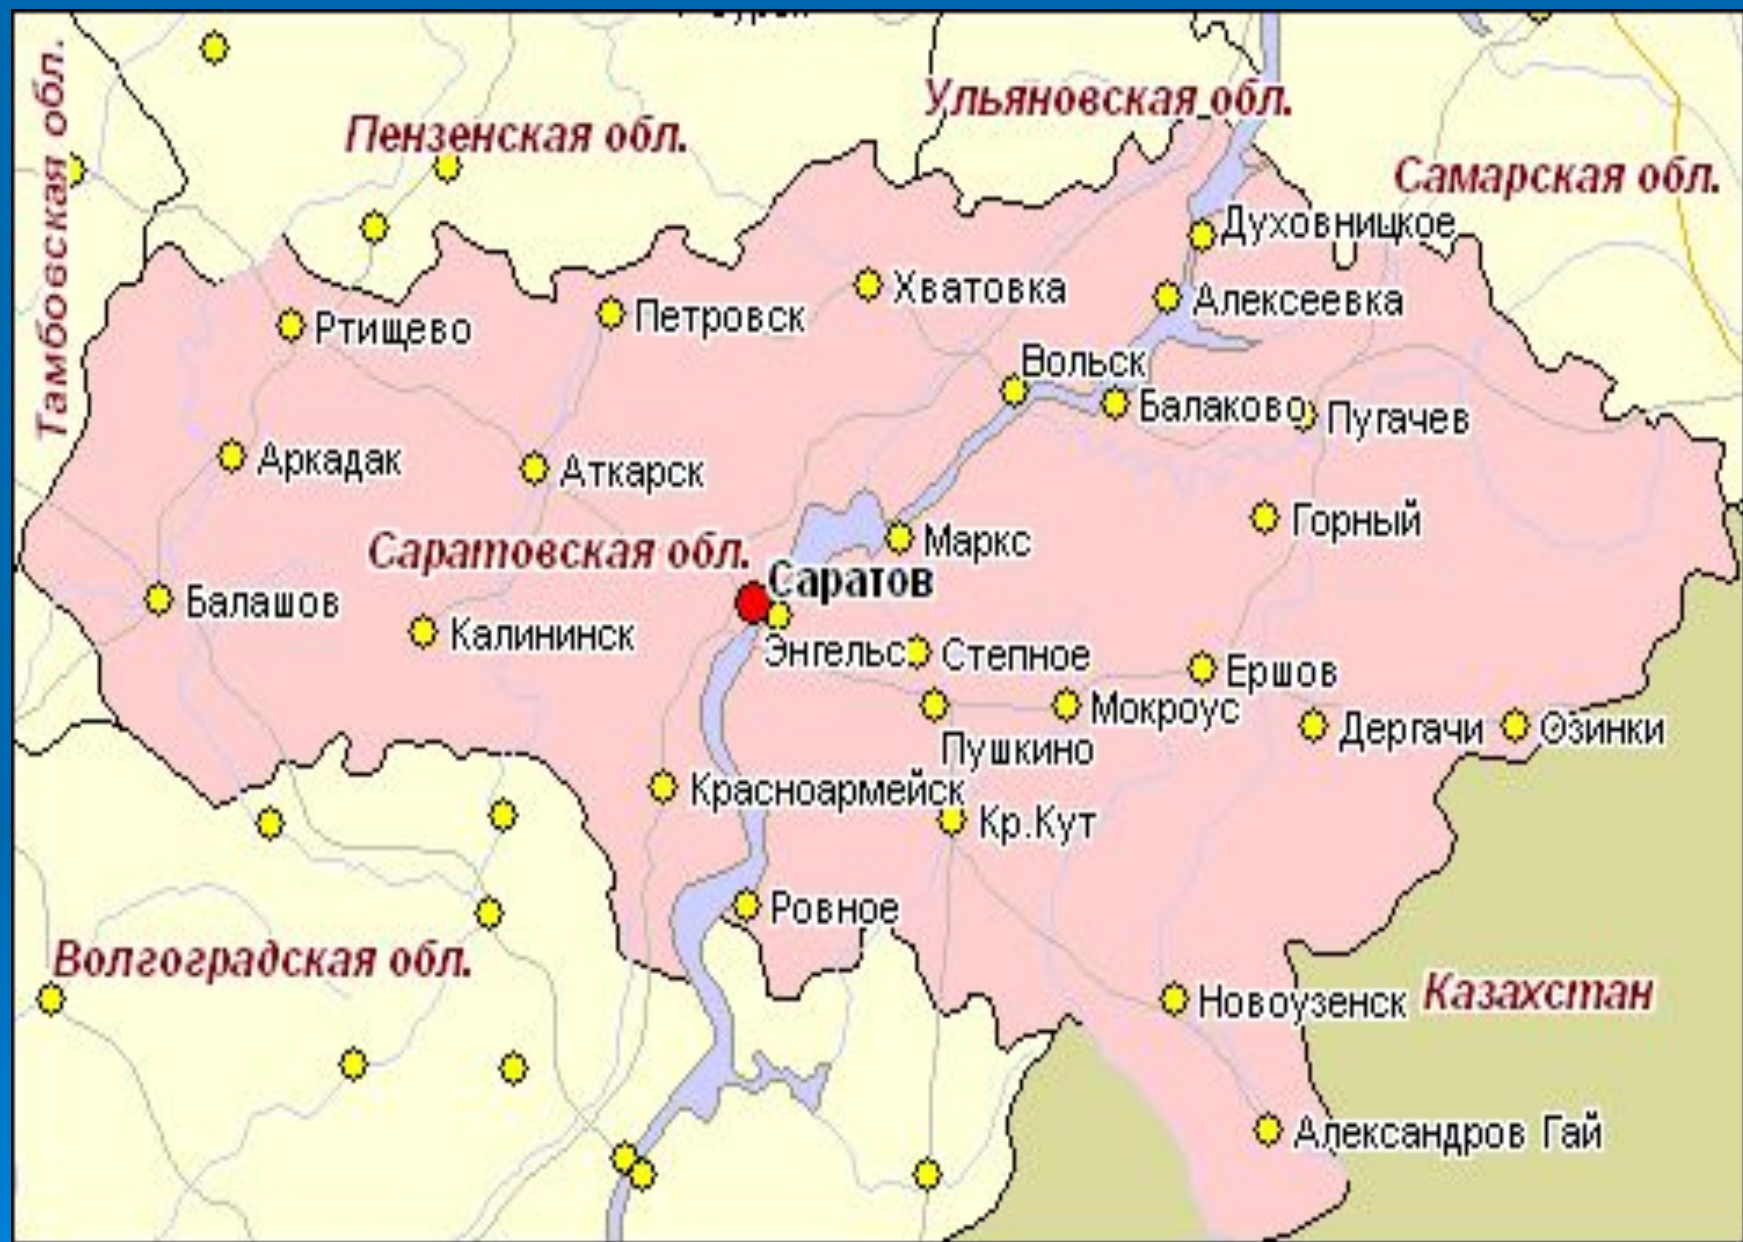 Тамбовская обл.
Пензенская обл.
Ульяновская обл.
Самарская обл.
Духовницкое
Хватовка
Алексеевка
Ртищево
Петровск
Вольск
Балаково
Пугачев
Аркадак
Аткарск
Горный
Саратовская обл.
Маркс
Саратов
Балашов
Калининск
Энгельс
Степное
Ершов
Мокроус
Дергачи
Озинки
Пушкино
Красноармейск
Кр.Кут
Ровное
Волгоградская обл.
Новоузенск
Казахстан
Александров Гай